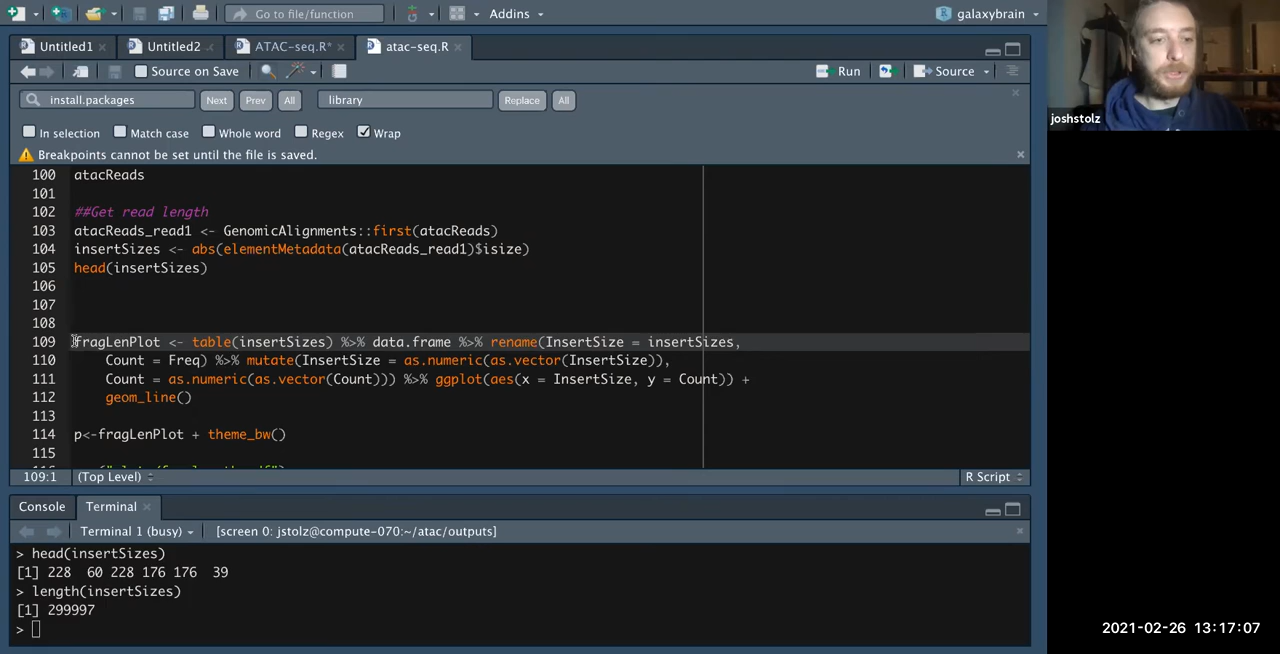 Go to file/function
Addins
galaxybrain
Untitled1
Untitled2
ATAC-seq.R*
atac-seq.R
Source on Save
Run
Source
install.packages
Next
Prev
All
library
Replace
All
In selection
Match case
Whole word
Regex
Wrap
Breakpoints cannot be set until the file is saved.
100 atacReads
101
102 ##Get read length
103 atacReads_read1 <- GenomicAlignments::first(atacReads)
104 insertSizes <- abs(elementMetadata(atacReads_read1)$isize)
105 head(insertSizes)
106
107
108
109 fragLenPlot <- table(insertSizes) %>% data.frame %>% rename(InsertSize = insertSizes,
110 Count = Freq) %>% mutate(InsertSize = as.numeric(as.vector(InsertSize)),
111 Count = as.numeric(as.vector(Count))) %>% ggplot(aes(x = InsertSize, y = Count)) +
112 geom_line()
113
114 p<-fragLenPlot + theme_bw()
115
109:1
(Top Level)
R Script
Console
Terminal
Terminal 1 (busy)
[screen 0: jstolz@compute-070:~/atac/outputs]
> head(insertSizes)
[1] 228 60 228 176 176 39
> length(insertSizes)
[1] 299997
>
joshstolz
2021-02-26 13:17:07